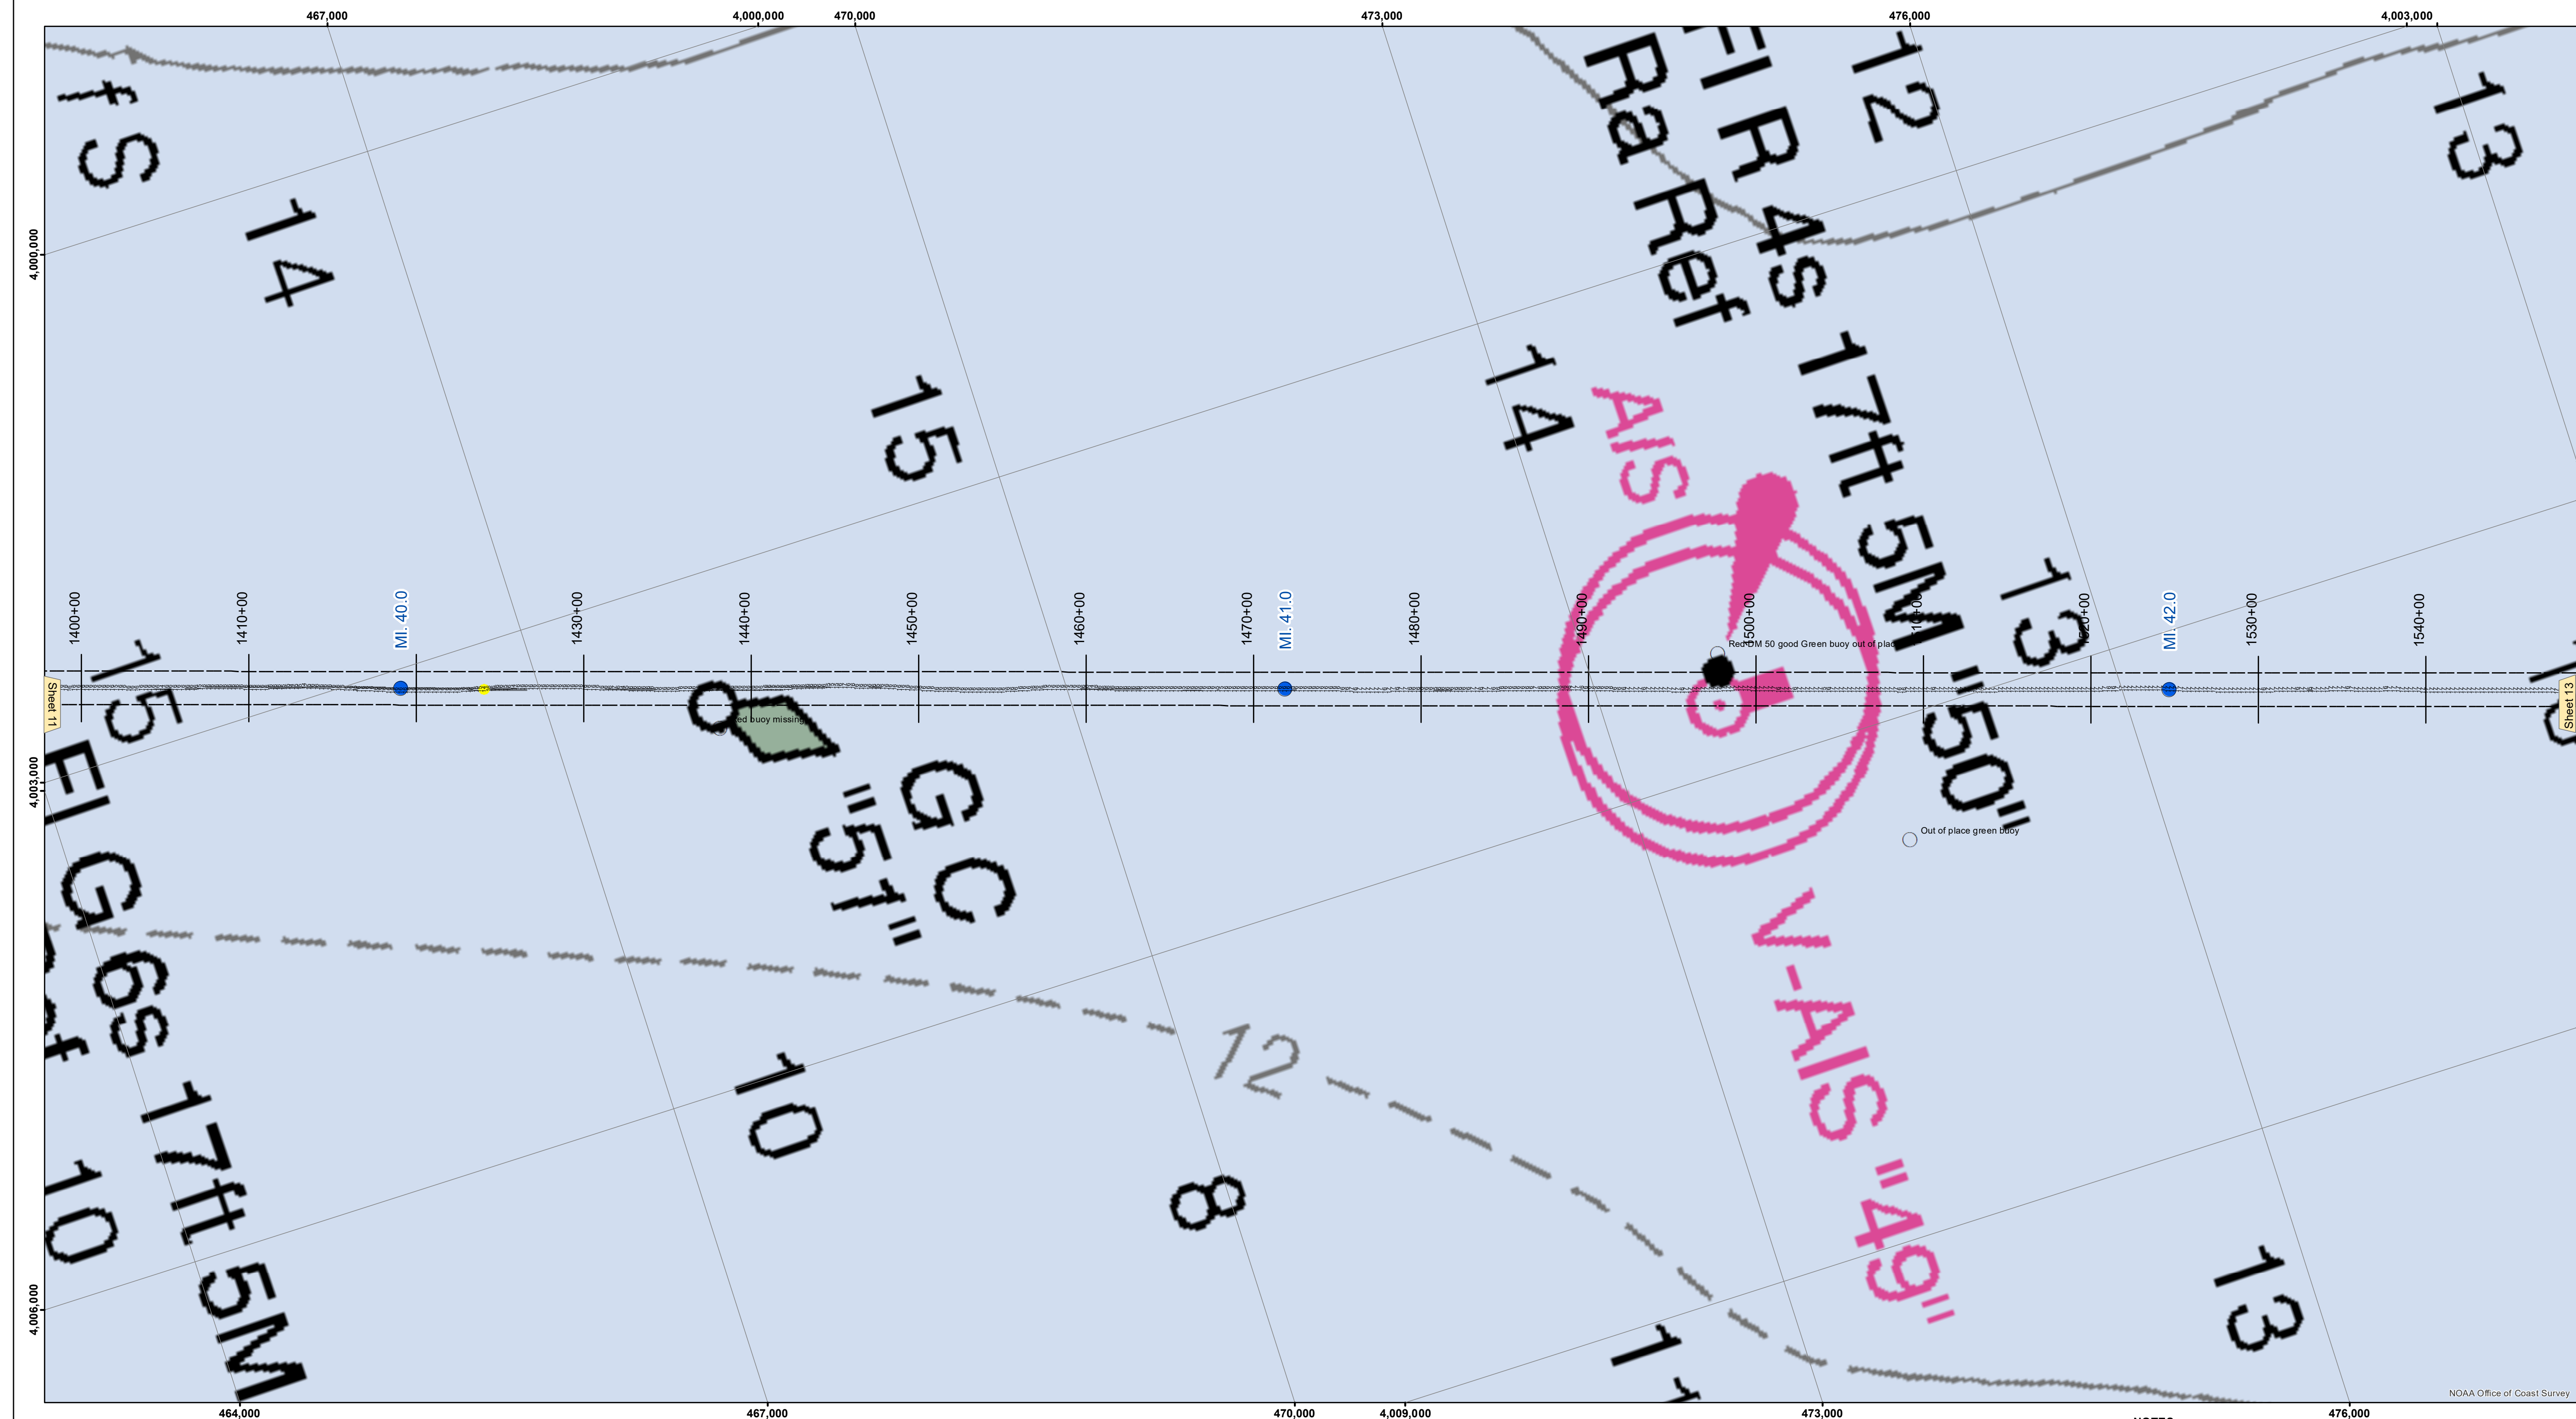 467,000
4,000,000
470,000
473,000
476,000
4,003,000
f S
14
15
Ra Ref
Fl R 4s 17ft 5M "50"
12
13
14
AIS
13
4,000,000
4,003,000
4,006,000
1400+00
1410+00
MI. 40.0
1430+00
1440+00
1450+00
1460+00
1470+00
MI. 41.0
1480+00
1490+00
1500+00
1510+00
1520+00
MI. 42.0
1530+00
1540+00
Red DM 50 good Green buoy out of place
Sheet 11
Sheet 13
15
Red buoy missing
G C
"51"
Out of place green buoy
Fl G 6s 17ft 5M
V-AIS "49"
12
10
10
8
11
13
NOAA Office of Coast Survey
464,000
467,000
470,000
4,009,000
473,000
476,000